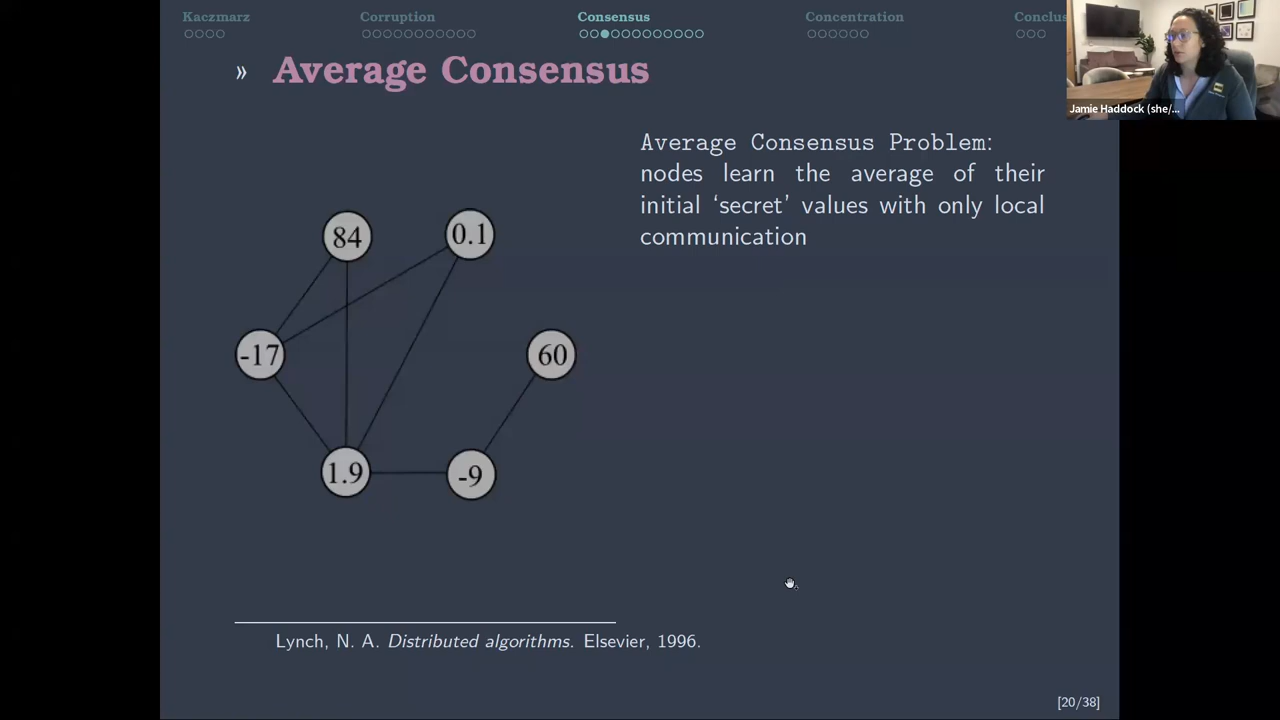 Kaczmarz
Corruption
Consensus
Concentration
Conclus
» Average Consensus
Jamie Haddock (she/...
Average Consensus Problem:
nodes learn the average of their
initial ‘secret’ values with only local
communication
84
0.1
-17
60
1.9
-9
Lynch, N. A. Distributed algorithms. Elsevier, 1996.
[20/38]